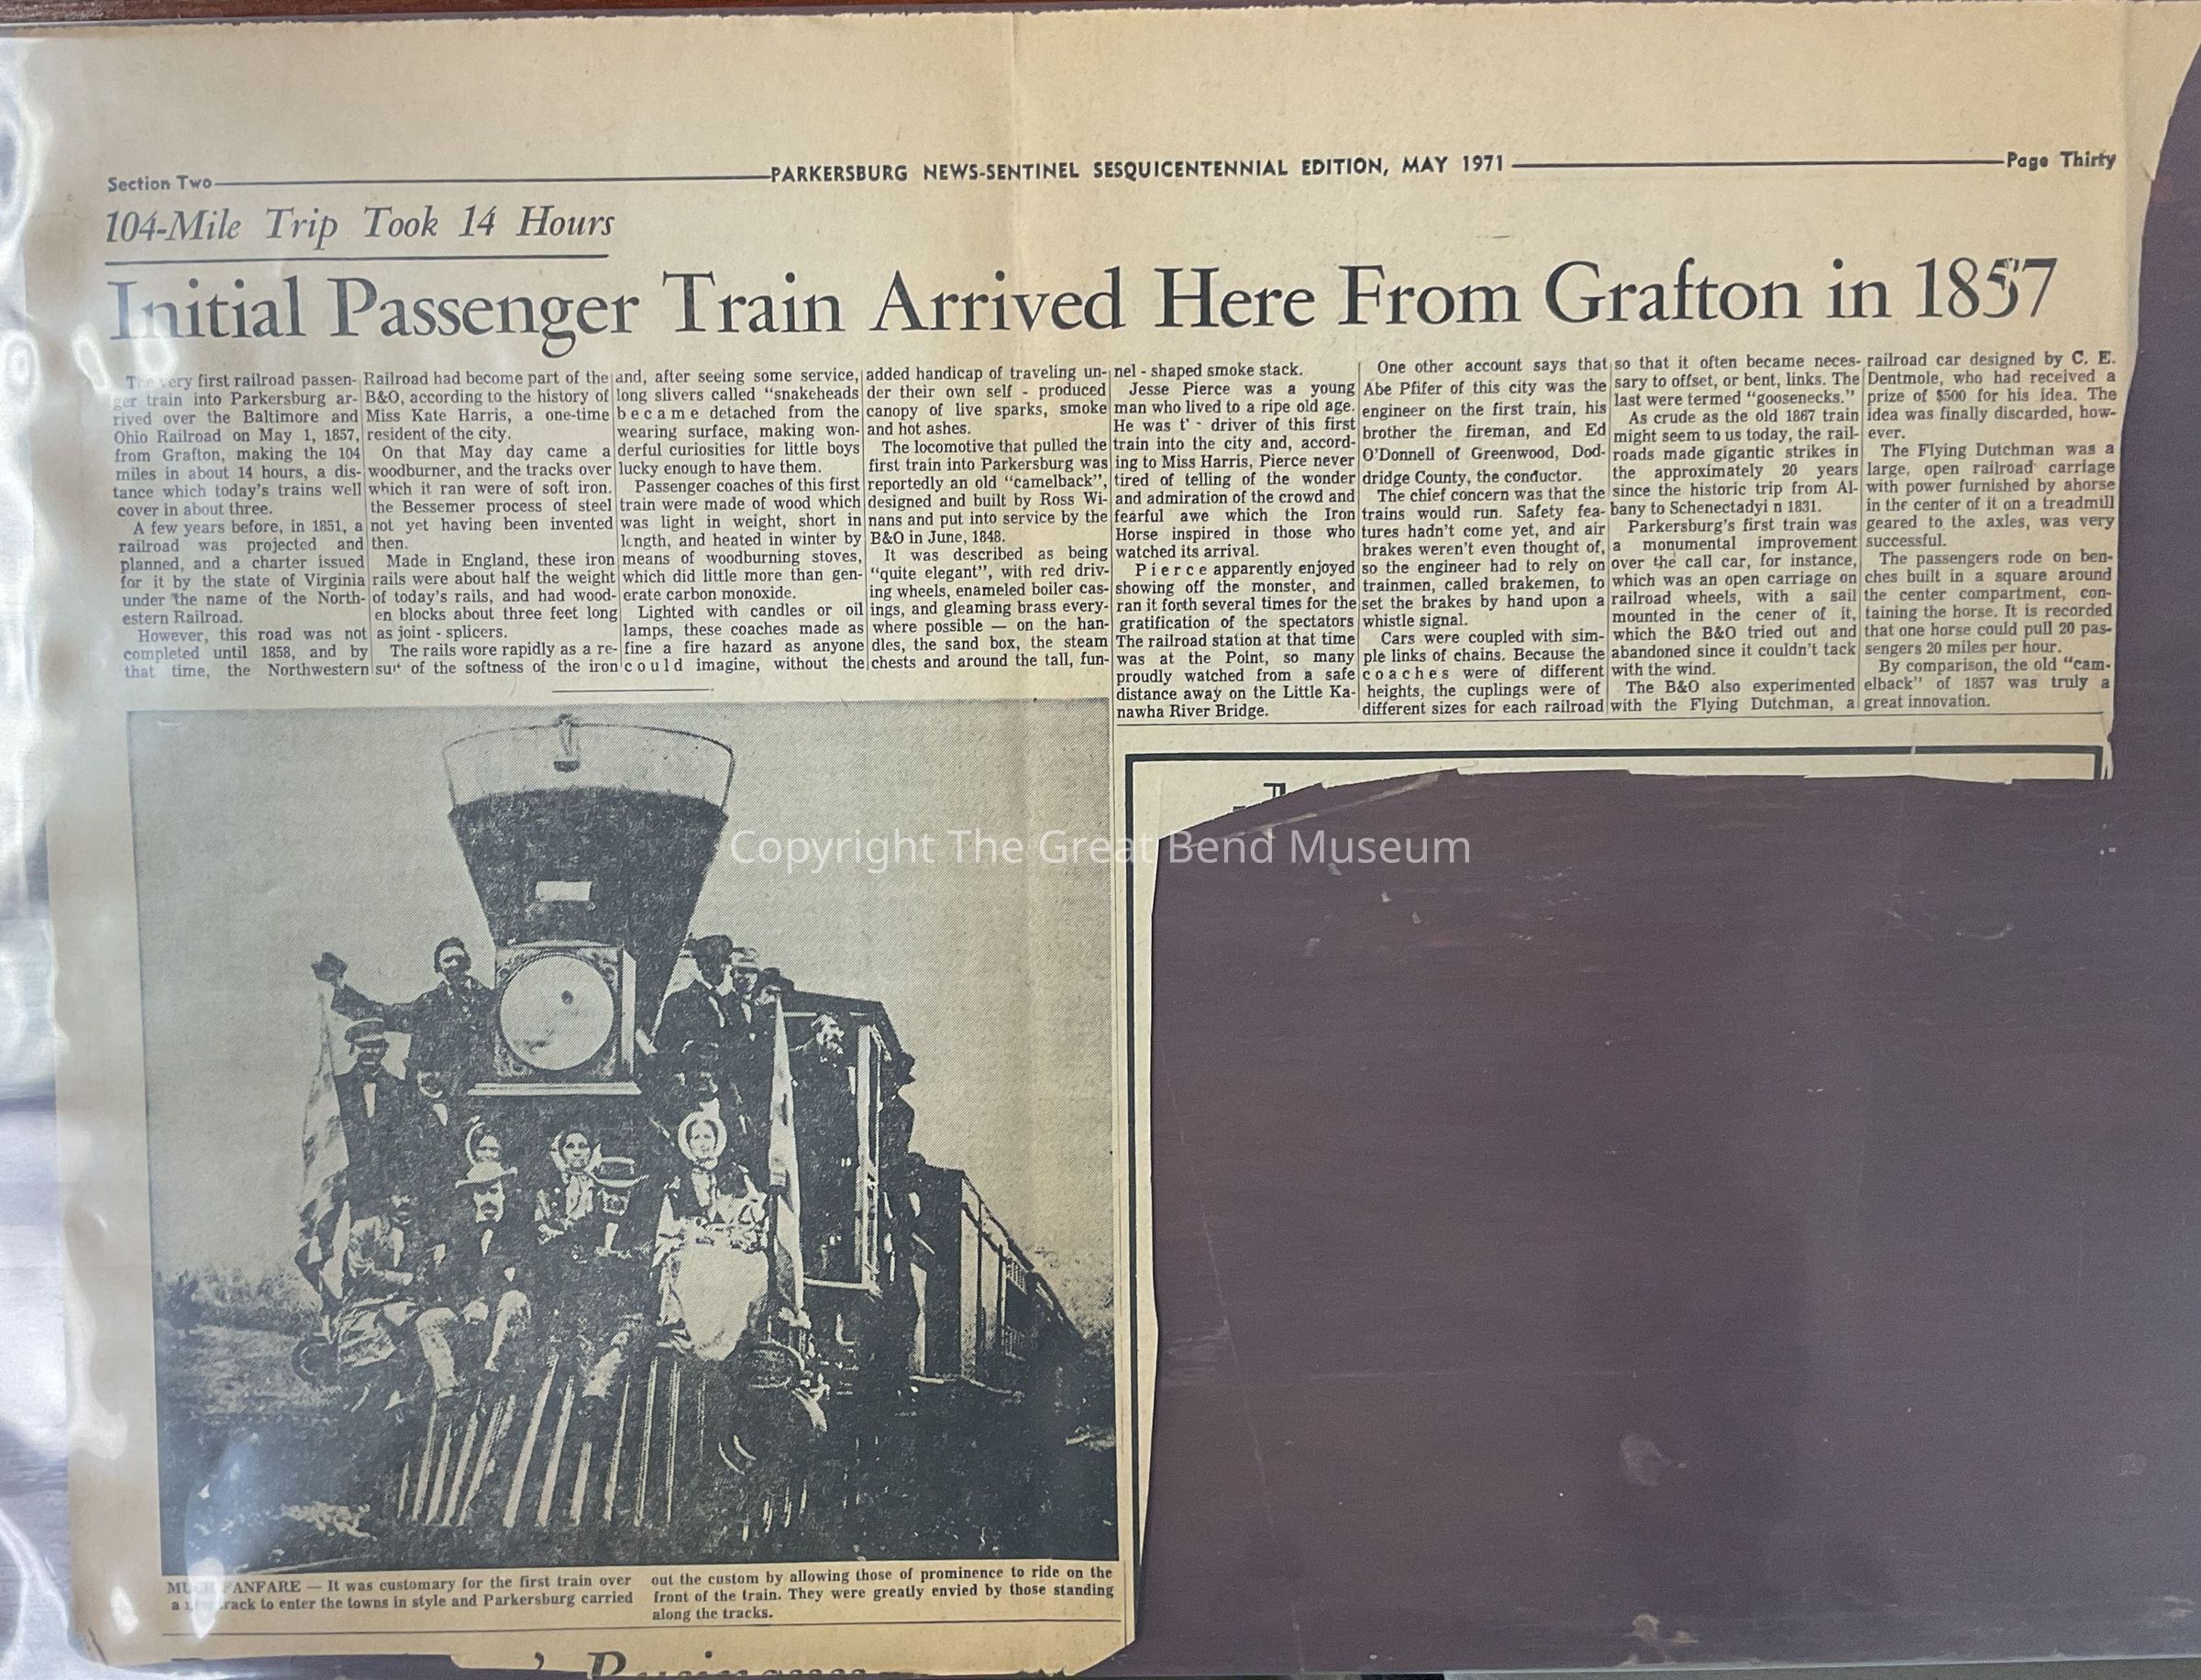 Section Two
PARKERSBURG NEWS-SENTINEL SESQUICENTENNIAL EDITION, MAY 1971
Page Thirty
104-Mile Trip Took 14 Hours
Initial Passenger Train Arrived Here From Grafton in 1857
The very first railroad passen-
ger train into Parkersburg ar-
rived over the Baltimore and
Ohio Railroad on May 1, 1857,
from Grafton, making the 104
miles in about 14 hours, a dis-
tance which today's trains well
cover in about three.
A few years before, in 1851, a
railroad was projected and
planned, and a charter issued
for it by the state of Virginia
under the name of the North-
estern Railroad.
However, this road was not
completed until 1858, and by
that time, the Northwestern
Railroad had become part of the
B&O, according to the history of
Miss Kate Harris, a one-time
resident of the city.
On that May day came a
woodburner, and the tracks over
which it ran were of soft iron.
the Bessemer process of steel
not yet having been invented
then.
Made in England, these iron
rails were about half the weight
of today's rails, and had wood-
en blocks about three feet long
as joint - splicers.
The rails wore rapidly as a re-
sult of the softness of the iron
and, after seeing some service,
long slivers called "snakeheads
became detached from the
wearing surface, making won-
derful curiosities for little boys
lucky enough to have them.
Passenger coaches of this first
train were made of wood which
was light in weight, short in
length, and heated in winter by
means of woodburning stoves,
which did little more than gen-
erate carbon monoxide.
Lighted with candles or oil
lamps, these coaches made as
fine a fire hazard as anyone
could imagine, without the
added handicap of traveling un-
der their own self - produced
canopy of live sparks, smoke
and hot ashes.
The locomotive that pulled the
first train into Parkersburg was
reportedly an old "camelback",
designed and built by Ross Wi-
nans and put into service by the
B&O in June, 1848.
It was described as being
"quite elegant", with red driv-
ing wheels, enameled boiler cas-
ings, and gleaming brass every-
where possible — on the han-
dles, the sand box, the steam
chests and around the tall, fun-
nel - shaped smoke stack.
Jesse Pierce was a young
man who lived to a ripe old age.
He was t' - driver of this first
train into the city and, accord-
ing to Miss Harris, Pierce never
tired of telling of the wonder
and admiration of the crowd and
fearful awe which the Iron
Horse inspired in those who
watched its arrival.
Pierce apparently enjoyed
showing off the monster, and
ran it forth several times for the
gratification of the spectators
The railroad station at that time
was at the Point, so many
proudly watched from a safe
distance away on the Little Ka-
nawha River Bridge.
One other account says that
Abe Pfifer of this city was the
engineer on the first train, his
brother the fireman, and Ed
O'Donnell of Greenwood, Dod-
dridge County, the conductor.
The chief concern was that the
trains would run. Safety fea-
tures hadn't come yet, and air
brakes weren't even thought of,
so the engineer had to rely on
trainmen, called brakemen, to
set the brakes by hand upon a
whistle signal.
Cars were coupled with sim-
ple links of chains. Because the
coaches were of different
heights, the cuplings were of
different sizes for each railroad
so that it often became neces-
sary to offset, or bent, links. The
last were termed "goosenecks."
As crude as the old 1867 train
might seem to us today, the rail-
roads made gigantic strikes in
the approximately 20 years
since the historic trip from Al-
bany to Schenectadyi n 1831.
Parkersburg's first train was
a monumental improvement
over the call car, for instance,
which was an open carriage on
railroad wheels, with a sail
mounted in the cener of it,
which the B&O tried out and
abandoned since it couldn't tack
with the wind.
The B&O also experimented
with the Flying Dutchman, a
railroad car designed by C. E.
Dentmole, who had received a
prize of $500 for his idea. The
idea was finally discarded, how-
ever.
The Flying Dutchman was a
large, open railroad carriage
with power furnished by ahorse
in the center of it on a treadmill
geared to the axles, was very
successful.
The passengers rode on ben-
ches built in a square around
the center compartment, con-
taining the horse. It is recorded
that one horse could pull 20 pas-
sengers 20 miles per hour.
By comparison, the old "cam-
elback" of 1857 was truly a
great innovation.
Copyright The Great Bend Museum
MUCH FANFARE — It was customary for the first train over
a new track to enter the towns in style and Parkersburg carried
out the custom by allowing those of prominence to ride on the
front of the train. They were greatly envied by those standing
along the tracks.